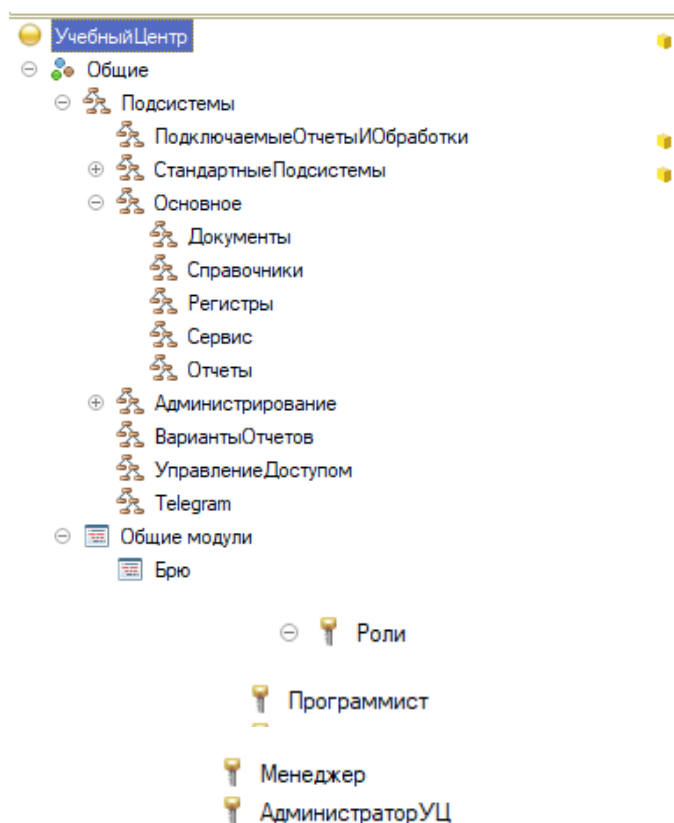 УчебныйЦентр
Общие
Подсистемы
ПодключаемыеОтчетыИОбработки
СтандартныеПодсистемы
Основное
Документы
Справочники
Регистры
Сервис
Отчеты
Администрирование
ВариантыОтчетов
УправлениеДоступом
Telegram
Общие модули
Брю
Роли
Программист
Менеджер
АдминистраторУЦ